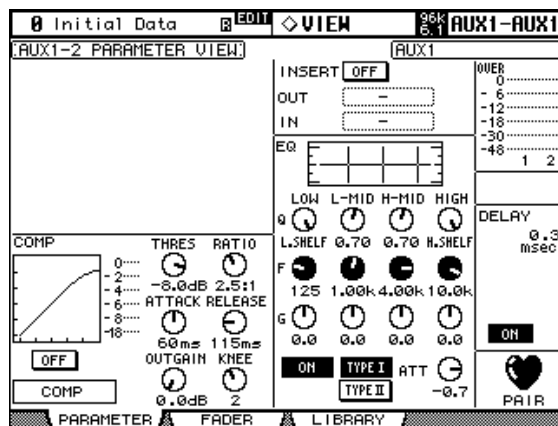 0 Initial Data EDIT VIEW 96k 6.1 AUX1-AUX1
AUX1-2 PARAMETER VIEW
AUX1
INSERT OFF
OUT -
IN -
OVER
0
-6
-12
-18
-30
-48
1 2
EQ
LOW L-MID H-MID HIGH
Q
L.SHELF 0.70 0.70 H.SHELF
F
125 1.00k 4.00k 10.0k
G
0.0 0.0 0.0 0.0
ON TYPE I ATT
TYPE II -0.7
DELAY
0.3
msec
ON
PAIR
COMP
THRES RATIO
0
-2
-4
-6
-8
-18
-8.0dB 2.5:1
ATTACK RELEASE
60ms 115ms
OFF
OUTGAIN KNEE
COMP
0.0dB 2
PARAMETER FADER LIBRARY